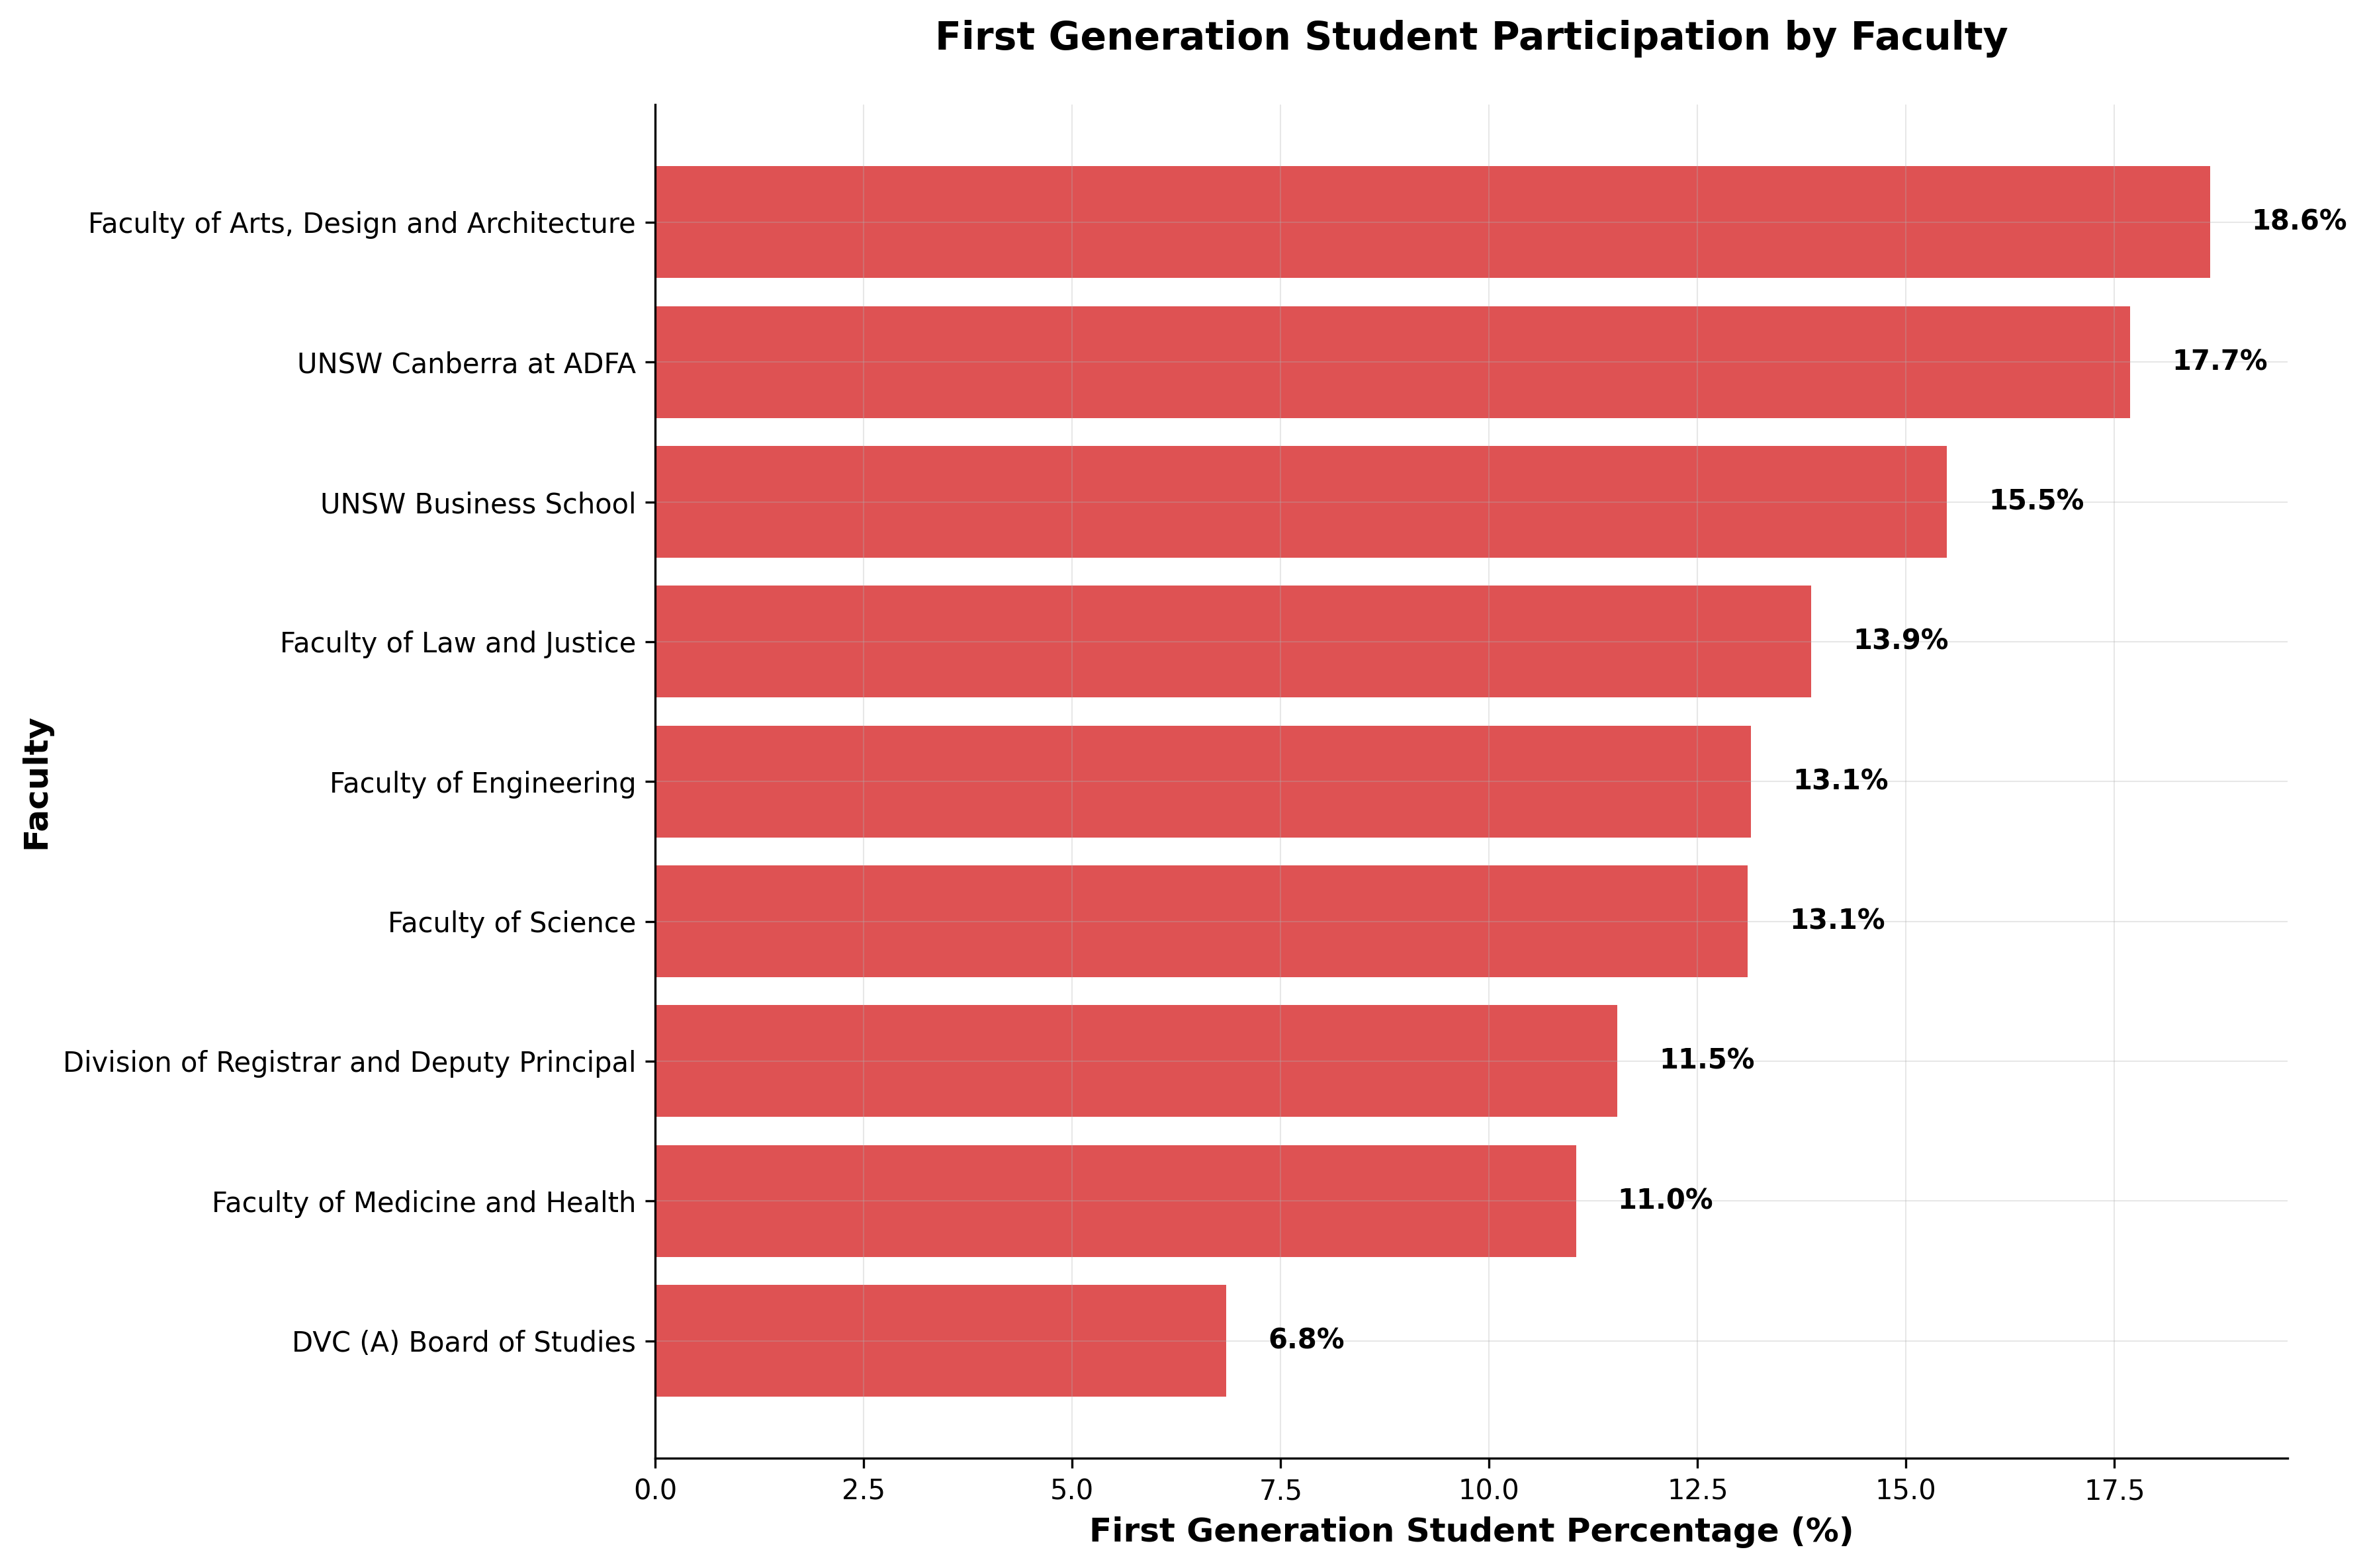 First Generation Student Participation by Faculty
Faculty of Arts, Design and Architecture
18.6%
UNSW Canberra at ADFA
17.7%
UNSW Business School
15.5%
Faculty of Law and Justice
13.9%
Faculty of Engineering
13.1%
Faculty of Science
13.1%
Division of Registrar and Deputy Principal
11.5%
Faculty of Medicine and Health
11.0%
DVC (A) Board of Studies
6.8%
Faculty
0.0 2.5 5.0 7.5 10.0 12.5 15.0 17.5
First Generation Student Percentage (%)